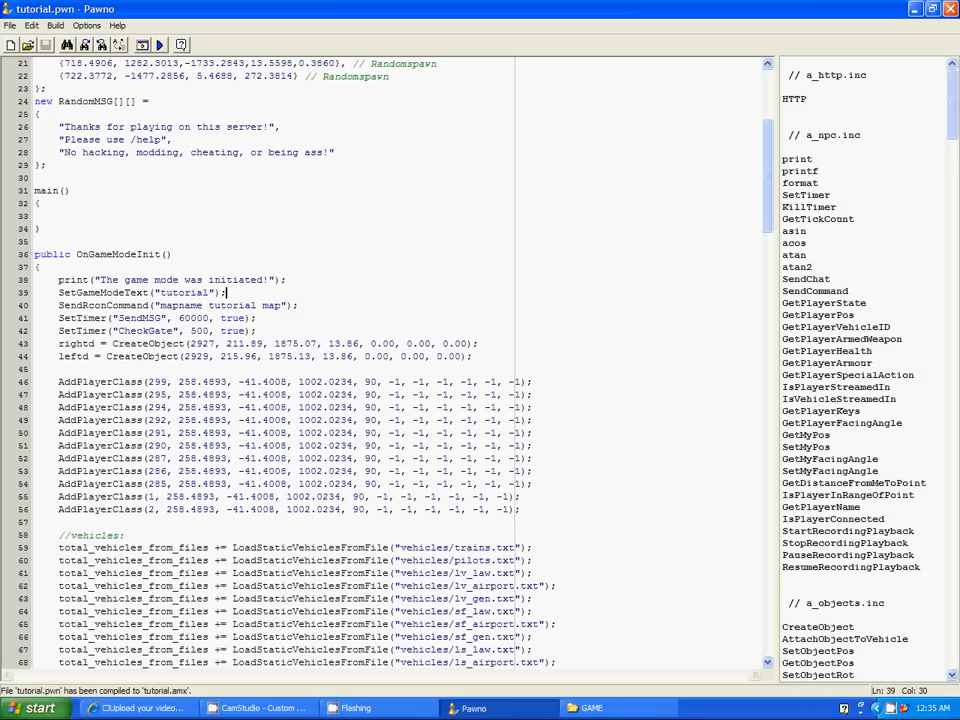 tutorial.pwn - Pawno
File Edit Build Options Help
21 {718.4906, 1282.3013,-1733.2843,13.5598,0.3860}, // Randomspawn
22 {722.3772, -1477.2856, 5.4688, 272.3814} // Randomspawn
23 };
24 new RandomMSG[][] =
25 {
26 "Thanks for playing on this server!",
27 "Please use /help",
28 "No hacking, modding, cheating, or being ass!"
29 };
30
31 main()
32 {
33
34 }
35
36 public OnGameModeInit()
37 {
38 print("The game mode was initiated!");
39 SetGameModeText("tutorial");
40 SendRconCommand("mapname tutorial map");
41 SetTimer("SendMSG", 60000, true);
42 SetTimer("CheckGate", 500, true);
43 rightd = CreateObject(2927, 211.89, 1875.07, 13.86, 0.00, 0.00, 0.00);
44 leftd = CreateObject(2929, 215.96, 1875.13, 13.86, 0.00, 0.00, 0.00);
45
46 AddPlayerClass(299, 258.4893, -41.4008, 1002.0234, 90, -1, -1, -1, -1, -1, -1);
47 AddPlayerClass(295, 258.4893, -41.4008, 1002.0234, 90, -1, -1, -1, -1, -1, -1);
48 AddPlayerClass(294, 258.4893, -41.4008, 1002.0234, 90, -1, -1, -1, -1, -1, -1);
49 AddPlayerClass(292, 258.4893, -41.4008, 1002.0234, 90, -1, -1, -1, -1, -1, -1);
50 AddPlayerClass(291, 258.4893, -41.4008, 1002.0234, 90, -1, -1, -1, -1, -1, -1);
51 AddPlayerClass(290, 258.4893, -41.4008, 1002.0234, 90, -1, -1, -1, -1, -1, -1);
52 AddPlayerClass(287, 258.4893, -41.4008, 1002.0234, 90, -1, -1, -1, -1, -1, -1);
53 AddPlayerClass(286, 258.4893, -41.4008, 1002.0234, 90, -1, -1, -1, -1, -1, -1);
54 AddPlayerClass(285, 258.4893, -41.4008, 1002.0234, 90, -1, -1, -1, -1, -1, -1);
55 AddPlayerClass(1, 258.4893, -41.4008, 1002.0234, 90, -1, -1, -1, -1, -1, -1);
56 AddPlayerClass(2, 258.4893, -41.4008, 1002.0234, 90, -1, -1, -1, -1, -1, -1);
57
58 //vehicles:
59 total_vehicles_from_files += LoadStaticVehiclesFromFile("vehicles/trains.txt");
60 total_vehicles_from_files += LoadStaticVehiclesFromFile("vehicles/pilots.txt");
61 total_vehicles_from_files += LoadStaticVehiclesFromFile("vehicles/lv_law.txt");
62 total_vehicles_from_files += LoadStaticVehiclesFromFile("vehicles/lv_airport.txt");
63 total_vehicles_from_files += LoadStaticVehiclesFromFile("vehicles/lv_gen.txt");
64 total_vehicles_from_files += LoadStaticVehiclesFromFile("vehicles/sf_law.txt");
65 total_vehicles_from_files += LoadStaticVehiclesFromFile("vehicles/sf_airport.txt");
66 total_vehicles_from_files += LoadStaticVehiclesFromFile("vehicles/sf_gen.txt");
67 total_vehicles_from_files += LoadStaticVehiclesFromFile("vehicles/ls_law.txt");
68 total_vehicles_from_files += LoadStaticVehiclesFromFile("vehicles/ls_airport.txt");
// a_http.inc
HTTP
// a_npc.inc
print
printf
format
SetTimer
KillTimer
GetTickCount
asin
acos
atan
atan2
SendChat
SendCommand
GetPlayerState
GetPlayerPos
GetPlayerVehicleID
GetPlayerArmedWeapon
GetPlayerHealth
GetPlayerArmour
GetPlayerSpecialAction
IsPlayerStreamedIn
IsVehicleStreamedIn
GetPlayerKeys
GetPlayerFacingAngle
GetMyPos
SetMyPos
GetMyFacingAngle
SetMyFacingAngle
GetDistanceFromMeToPoint
IsPlayerInRangeOfPoint
GetPlayerName
IsPlayerConnected
StartRecordingPlayback
StopRecordingPlayback
PauseRecordingPlayback
ResumeRecordingPlayback
// a_objects.inc
CreateObject
AttachObjectToVehicle
SetObjectPos
GetObjectPos
SetObjectRot
File 'tutorial.pwn' has been compiled to 'tutorial.amx'. Ln: 39 Col: 30
start Upload your video... CamStudio - Custom ... Flashing Pawno GAME 12:35 AM